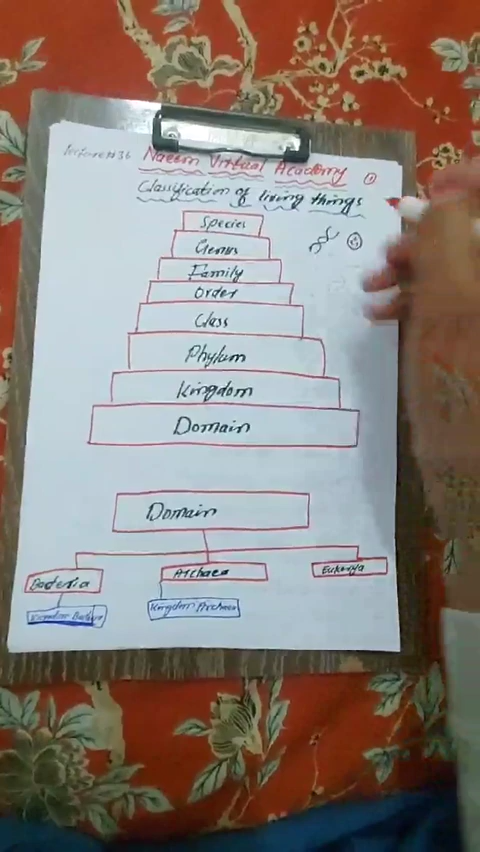 Naeem Virtual Academy
Classification of living things
Species
Genus
Family
Order
Class
Phylum
Kingdom
Domain
Domain
Bacteria Archaea Eukarya
Kingdom Archaea